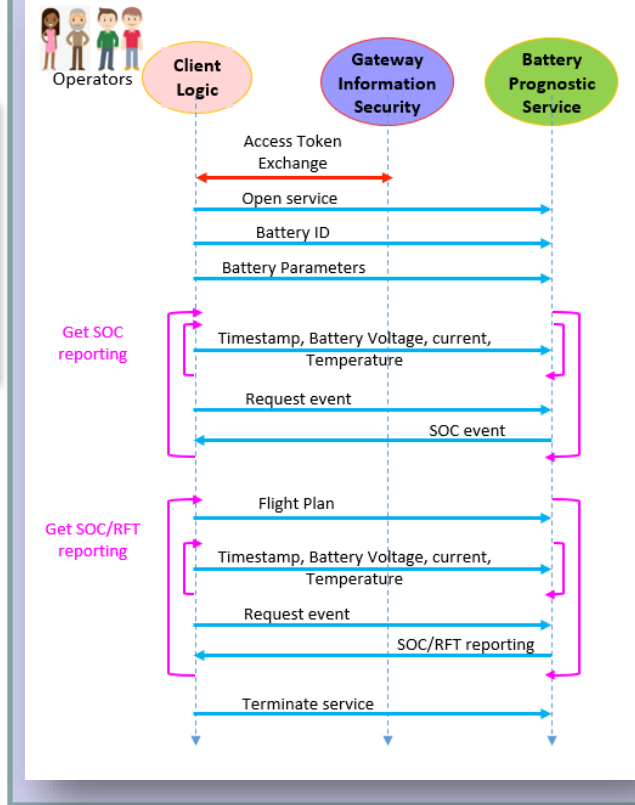 Operators
Client
Logic
Gateway
Information
Security
Battery
Prognostic
Service
Access Token
Exchange
Open service
Battery ID
Battery Parameters
Get SOC
reporting
Timestamp, Battery Voltage, current,
Temperature
Request event
SOC event
Flight Plan
Get SOC/RFT
reporting
Timestamp, Battery Voltage, current,
Temperature
Request event
SOC/RFT reporting
Terminate service